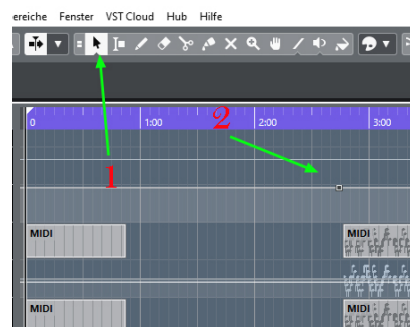 ereiche Fenster VST Cloud Hub Hilfe
2
0 1:00 2:00 3:00
1
MIDI MIDI
MIDI MIDI